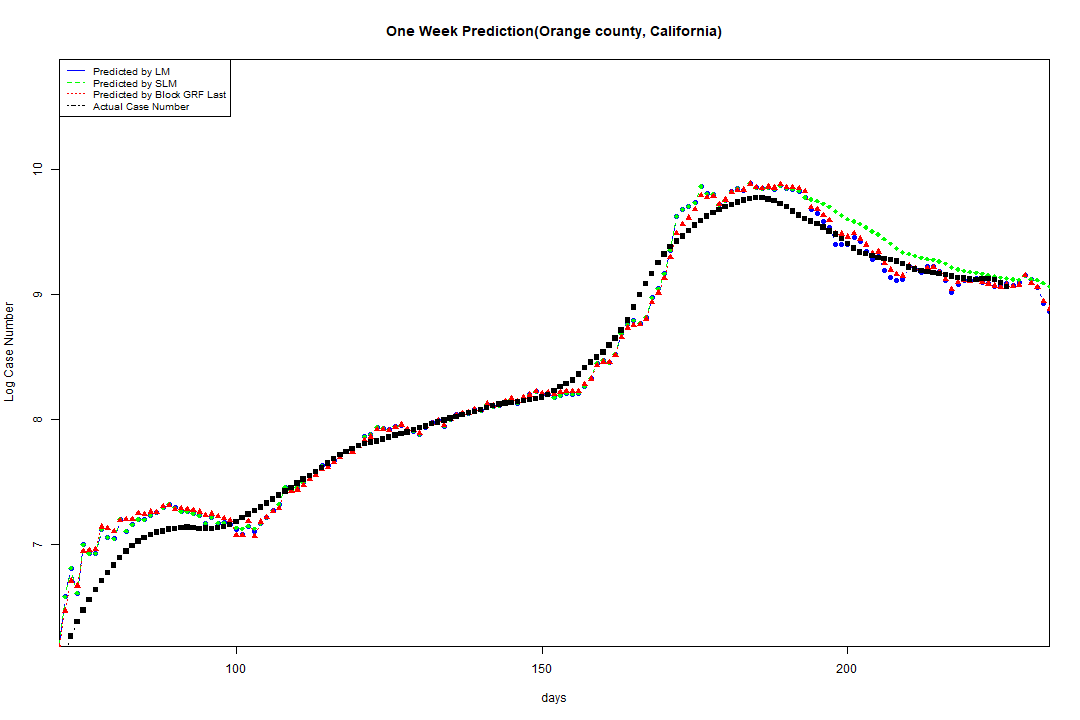 One Week Prediction(Orange county, California)
Predicted by LM
Predicted by SLM
Predicted by Block GRF Last
Actual Case Number
10
9
8
7
Log Case Number
100
150
200
days